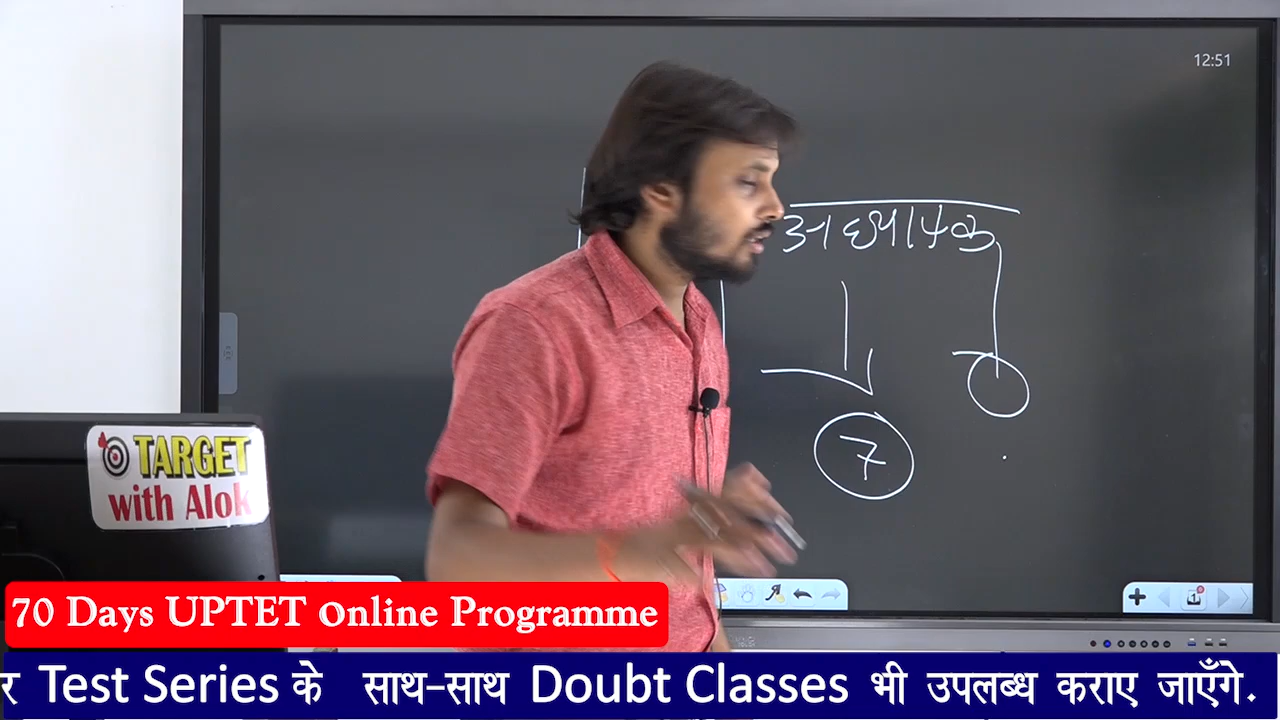 12:51
अध्यापक
7
TARGET
with Alok
70 Days UPTET Online Programme
र Test Series के साथ-साथ Doubt Classes भी उपलब्ध कराए जाएँगे.